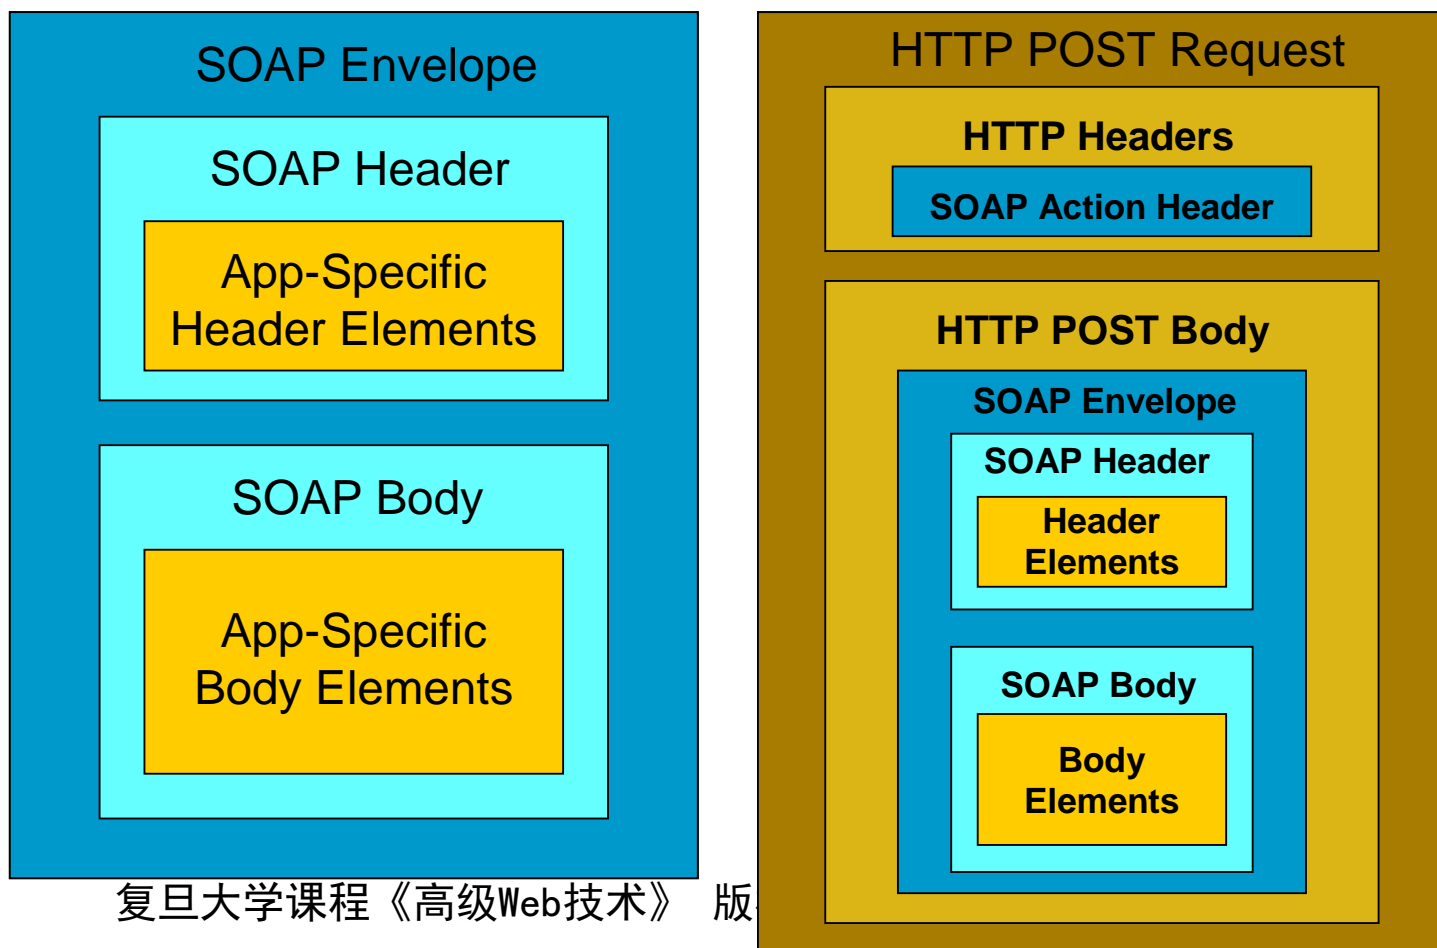 SOAP Envelope
SOAP Header
App-Specific
Header Elements
SOAP Body
App-Specific
Body Elements
HTTP POST Request
HTTP Headers
SOAP Action Header
HTTP POST Body
SOAP Envelope
SOAP Header
Header
Elements
SOAP Body
Body
Elements
复旦大学课程《高级Web技术》 版